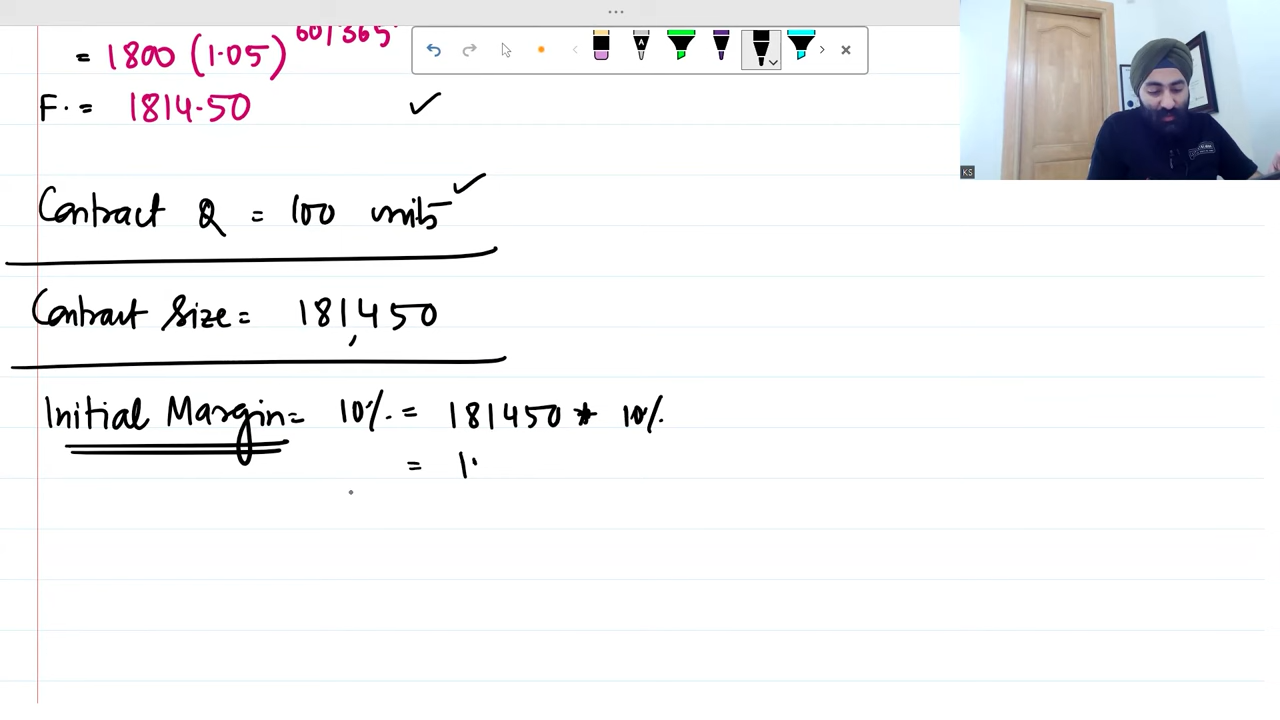 = 1800 (1.05) 60/365
F. = 1814.50
Contract Q = 100 units
Contract Size = 181,450
Initial Margin = 10% = 181450 * 10%
= 1
KS